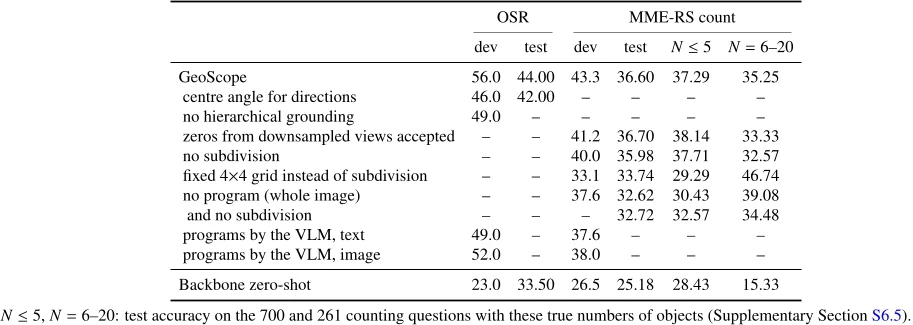 OSR MME-RS count
dev test dev test N ≤ 5 N = 6–20
GeoScope 56.0 44.00 43.3 36.60 37.29 35.25
centre angle for directions 46.0 42.00 – – – –
no hierarchical grounding 49.0 – – – – –
zeros from downsampled views accepted – – 41.2 36.70 38.14 33.33
no subdivision – – 40.0 35.98 37.71 32.57
fixed 4×4 grid instead of subdivision – – 33.1 33.74 29.29 46.74
no program (whole image) – – 37.6 32.62 30.43 39.08
and no subdivision – – – 32.72 32.57 34.48
programs by the VLM, text 49.0 – 37.6 – – –
programs by the VLM, image 52.0 – 38.0 – – –
Backbone zero-shot 23.0 33.50 26.5 25.18 28.43 15.33
N ≤ 5, N = 6–20: test accuracy on the 700 and 261 counting questions with these true numbers of objects (Supplementary Section S6.5).